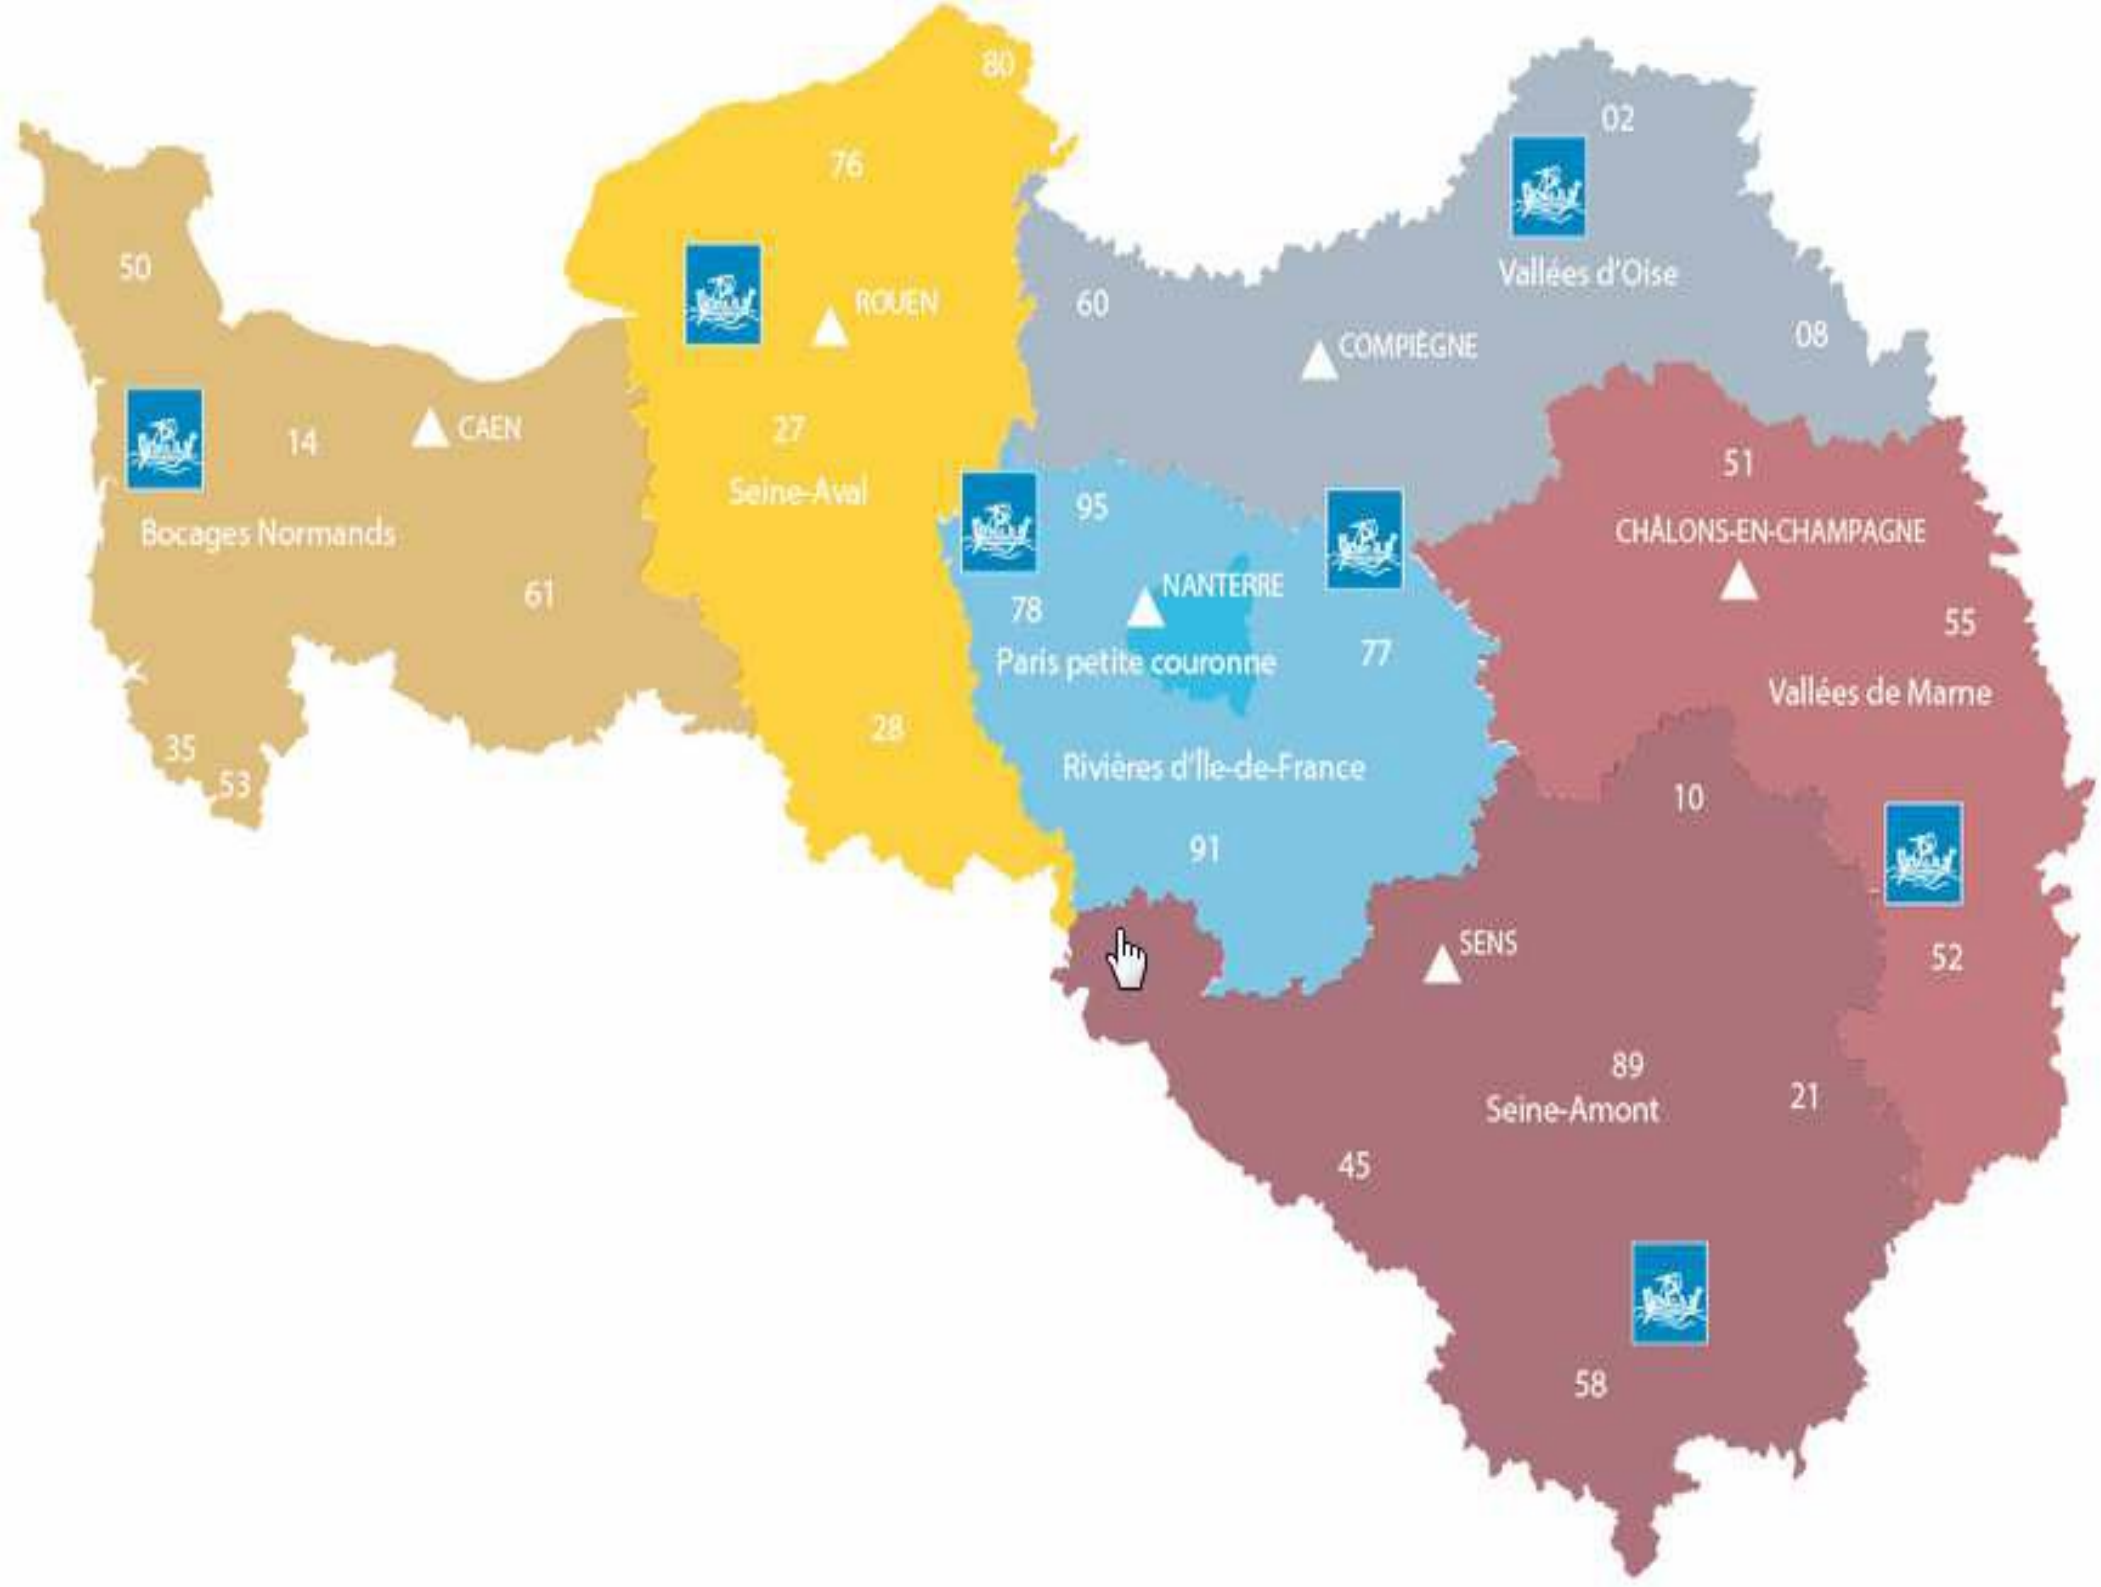 80
02
76
50
Vallées d'Oise
60
ROUEN
08
COMPIÈGNE
14
CAEN
27
51
Seine-Aval
95
Bocages Normands
CHÂLONS-EN-CHAMPAGNE
NANTERRE
61
78
55
Paris petite couronne
77
Vallées de Marne
28
35
Rivières d'Île-de-France
53
10
91
SENS
52
89
21
Seine-Amont
45
58